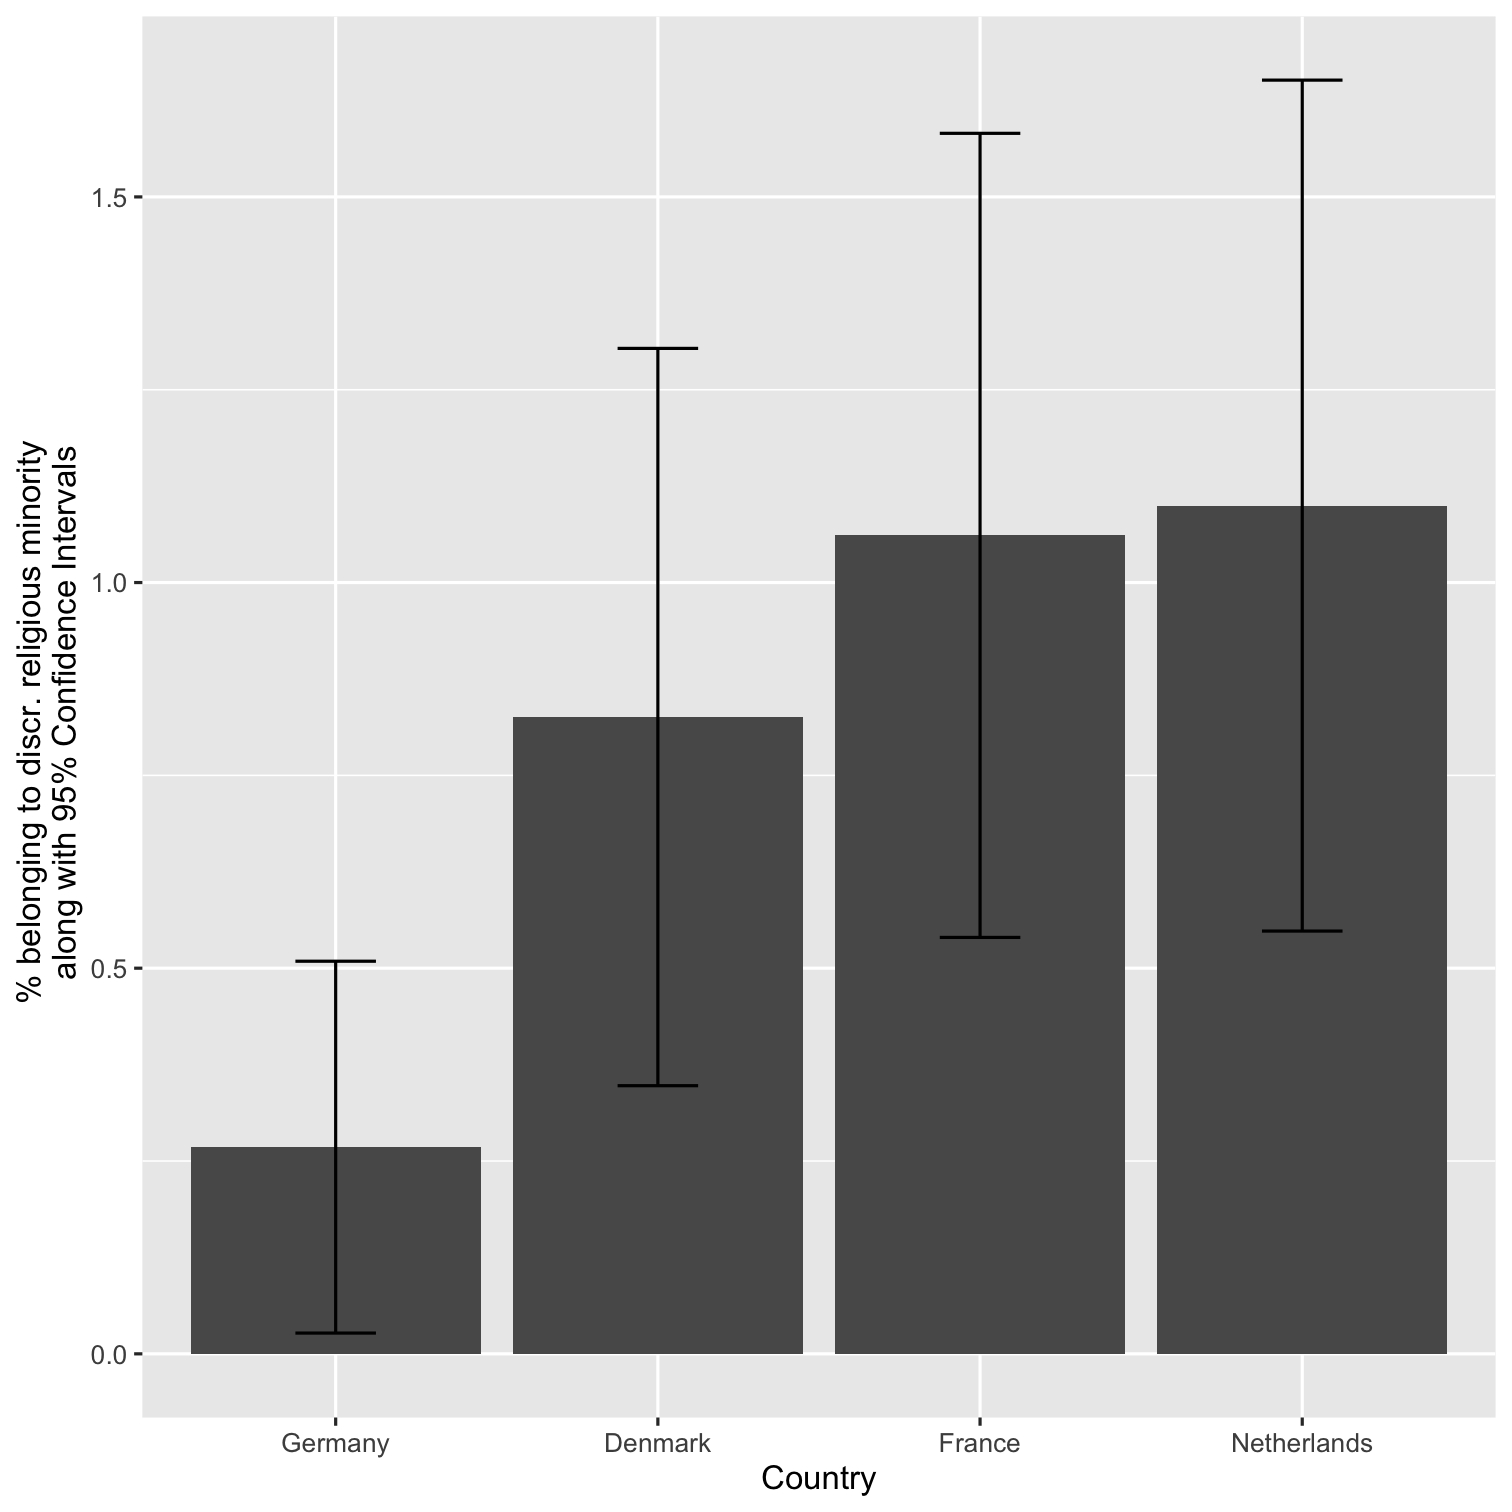 % belonging to discr. religious minority
along with 95% Confidence Intervals
1.5
1.0
0.5
0.0
Germany
Denmark
France
Netherlands
Country